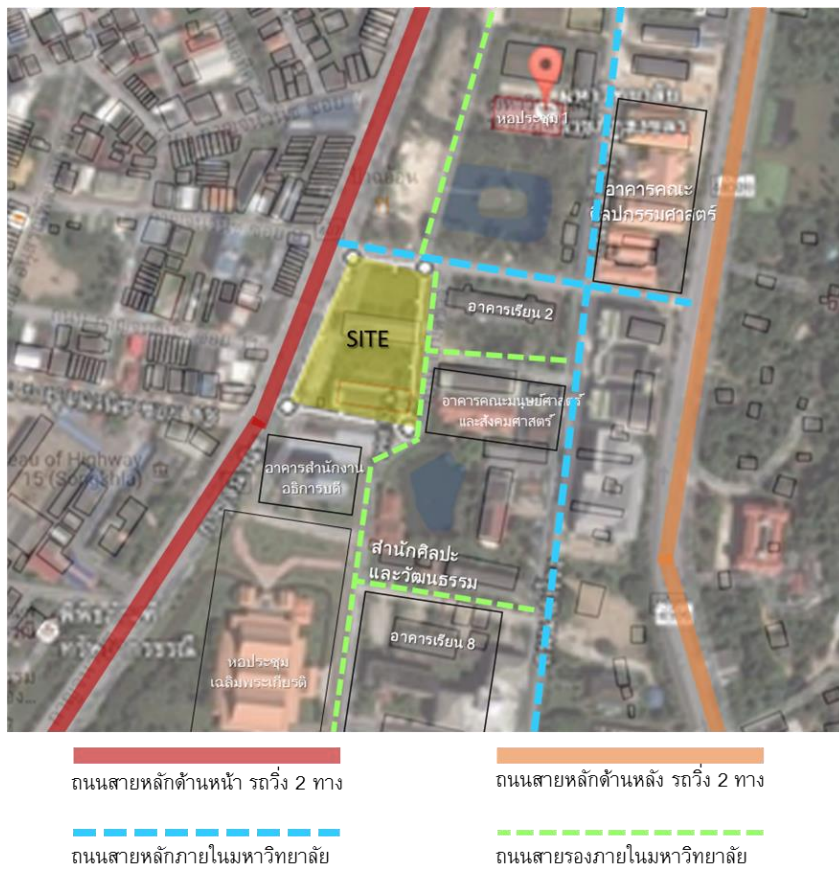 หอประชุม 1
อาคารคณะ
ศิลปกรรมศาสตร์
อาคารเรียน 2
SITE
อาคารคณะมนุษย์ศาสตร์
และสังคมศาสตร์
อาคารสำนักงาน
อธิการบดี
eau of Highway
15 (Songkhla)
สำนักศิลปะ
และวัฒนธรรม
อาคารเรียน 8
หอประชุม
เฉลิมพระเกียรติ
ถนนสายหลักด้านหน้า รถวิ่ง 2 ทาง
ถนนสายหลักด้านหลัง รถวิ่ง 2 ทาง
ถนนสายหลักภายในมหาวิทยาลัย
ถนนสายรองภายในมหาวิทยาลัย